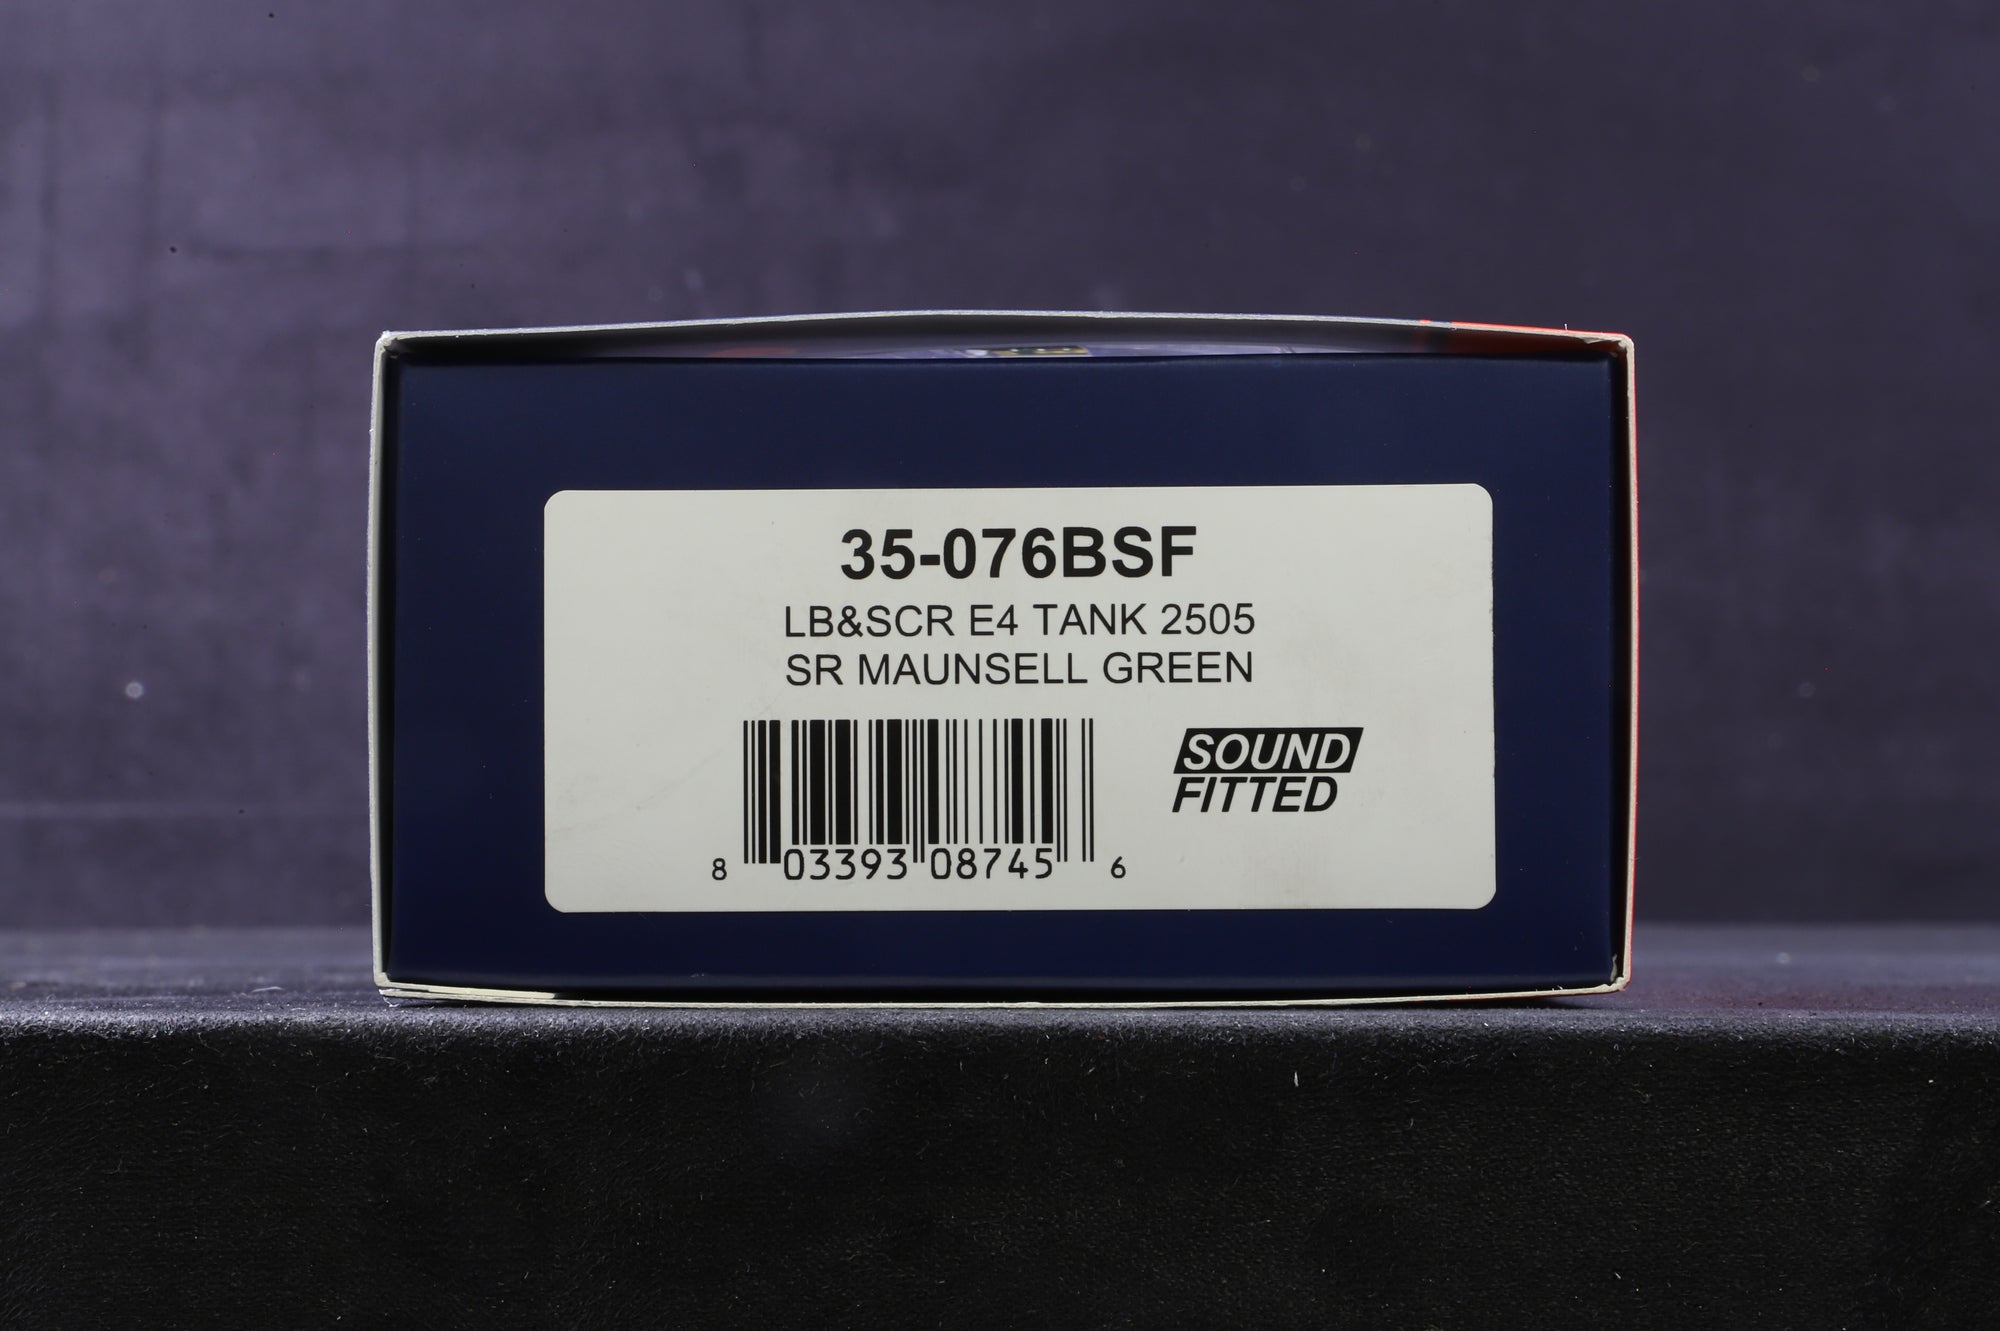 35-076BSF
LB&SCR E4 TANK 2505
SR MAUNSELL GREEN
SOUND
FITTED
8 03393 08745 6